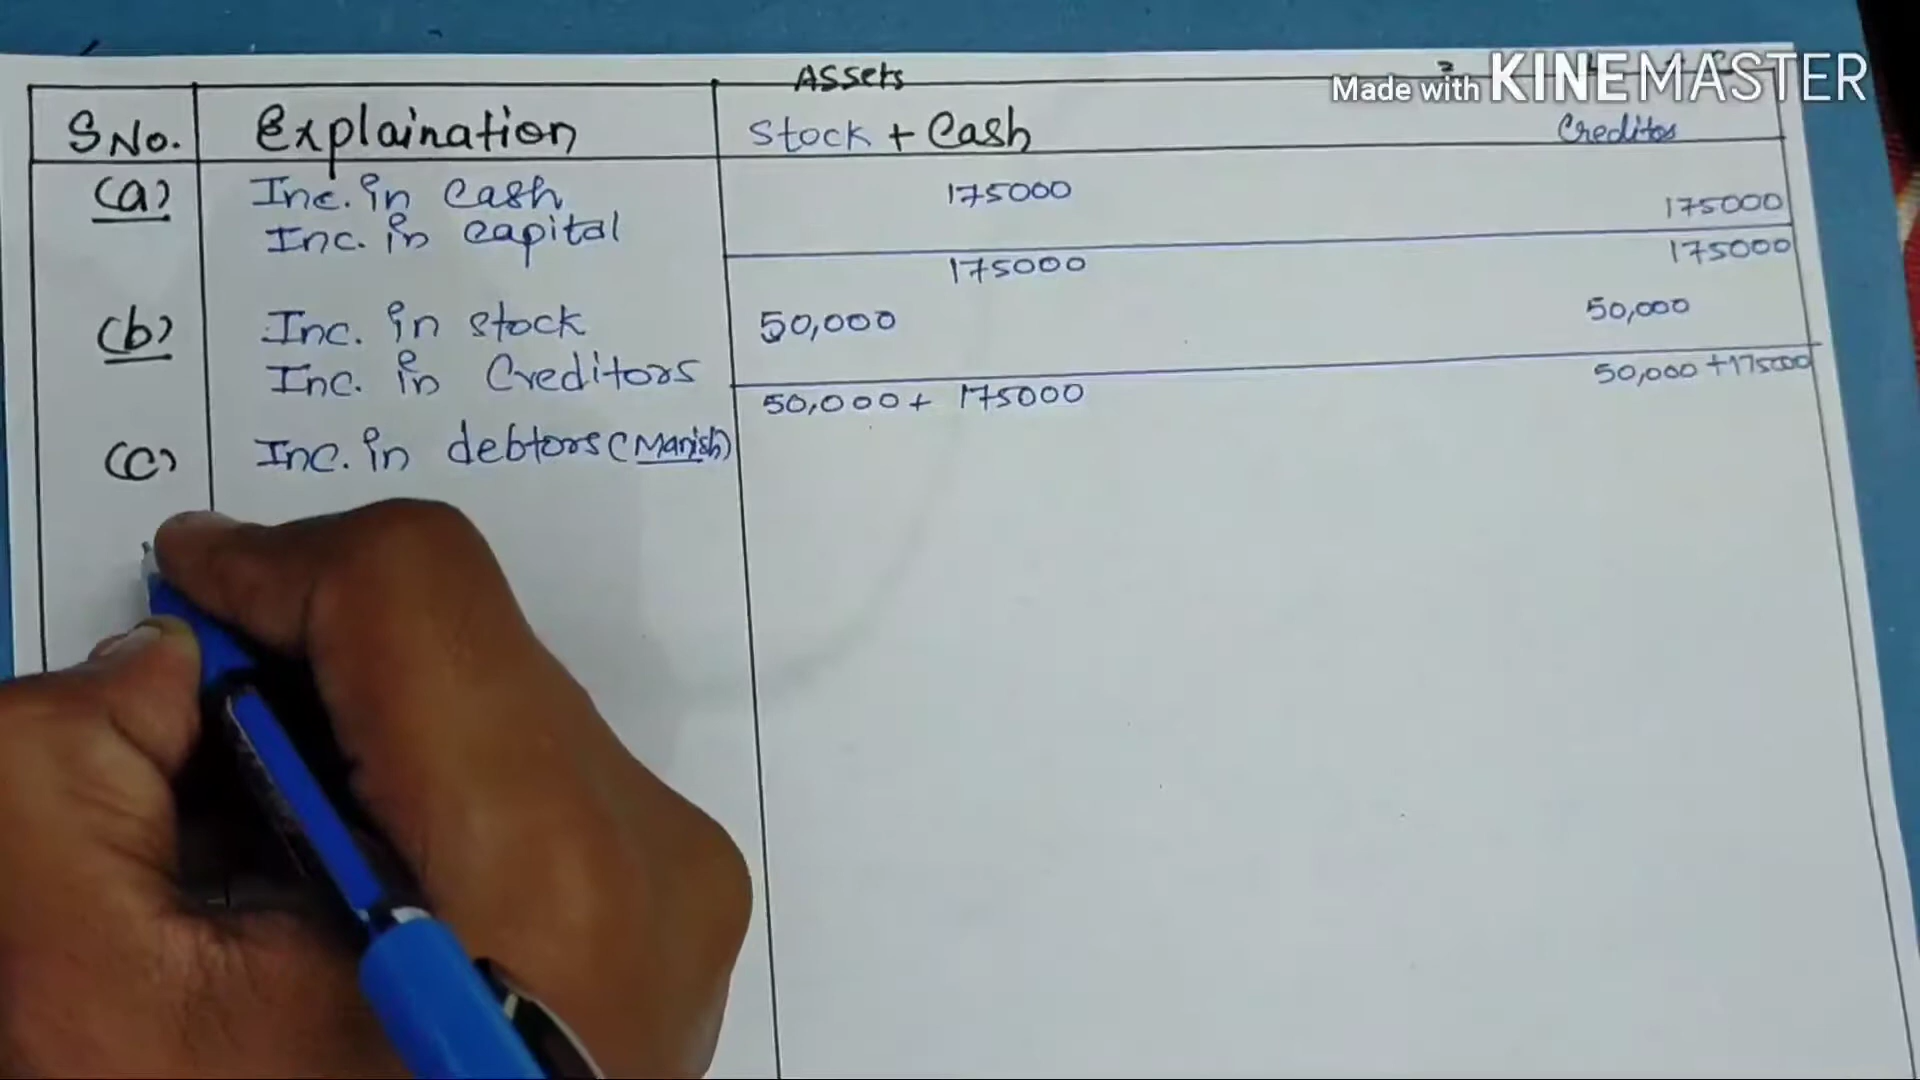 Assets
Made with KINEMASTER
S No. Explaination Stock + Cash Creditos
(a) Inc. in cash 175000 175000
Inc. in capital
175000 175000
(b) Inc. in stock 50,000 50,000
Inc. in Creditors
50,000 + 175000 50,000 + 175000
(c) Inc. in debtors (Manish)